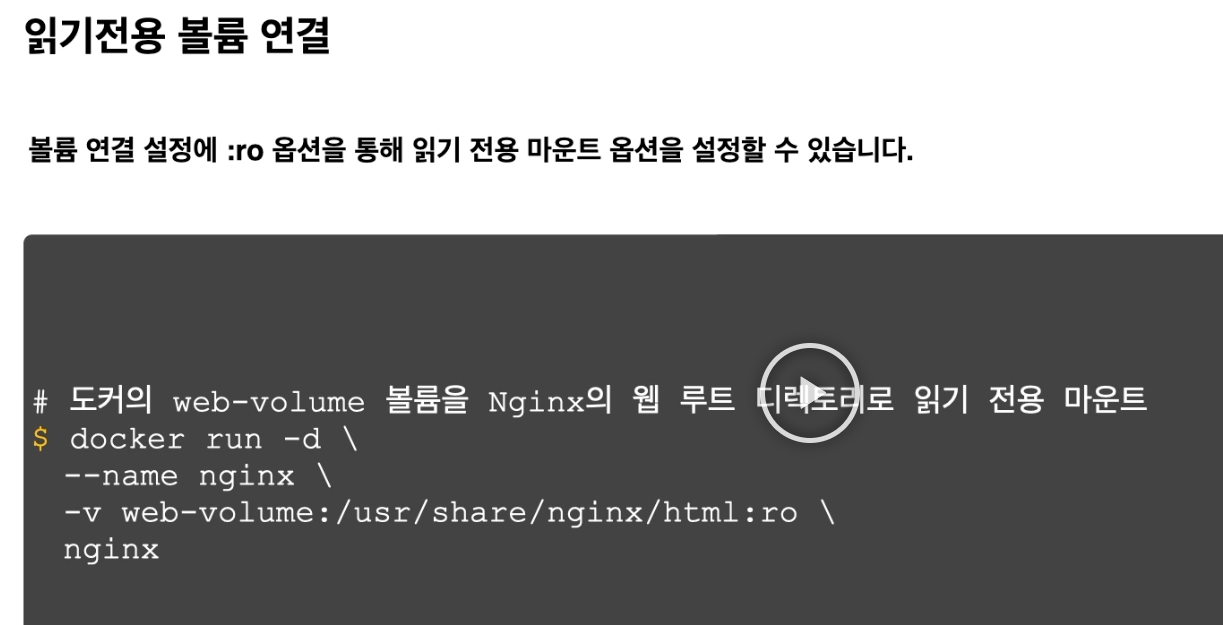 읽기전용 볼륨 연결
볼륨 연결 설정에 :ro 옵션을 통해 읽기 전용 마운트 옵션을 설정할 수 있습니다.
# 도커의 web-volume 볼륨을 Nginx의 웹 루트 디렉토리로 읽기 전용 마운트
$ docker run -d \
--name nginx \
-v web-volume:/usr/share/nginx/html:ro \
nginx